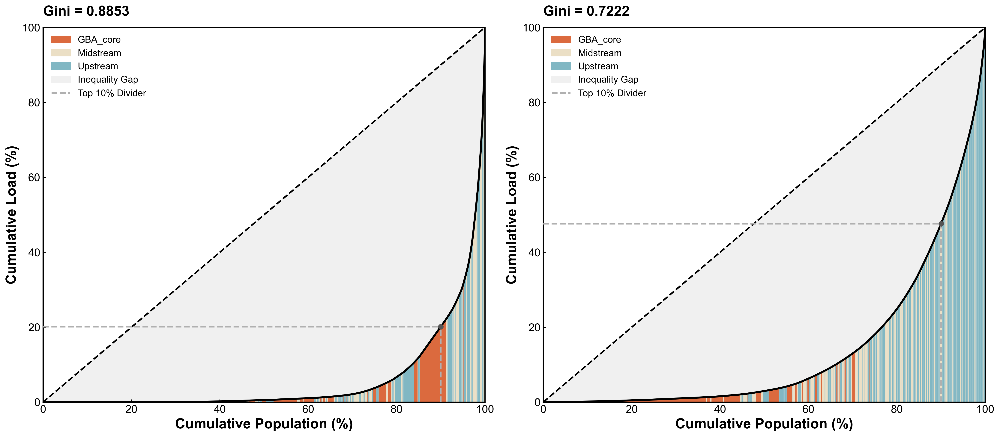 Gini = 0.8853
100
80
60
40
20
0
GBA_core
Midstream
Upstream
Inequality Gap
Top 10% Divider
Cumulative Load (%)
0 20 40 60 80 100
Cumulative Population (%)
Gini = 0.7222
100
80
60
40
20
0
GBA_core
Midstream
Upstream
Inequality Gap
Top 10% Divider
Cumulative Load (%)
0 20 40 60 80 100
Cumulative Population (%)